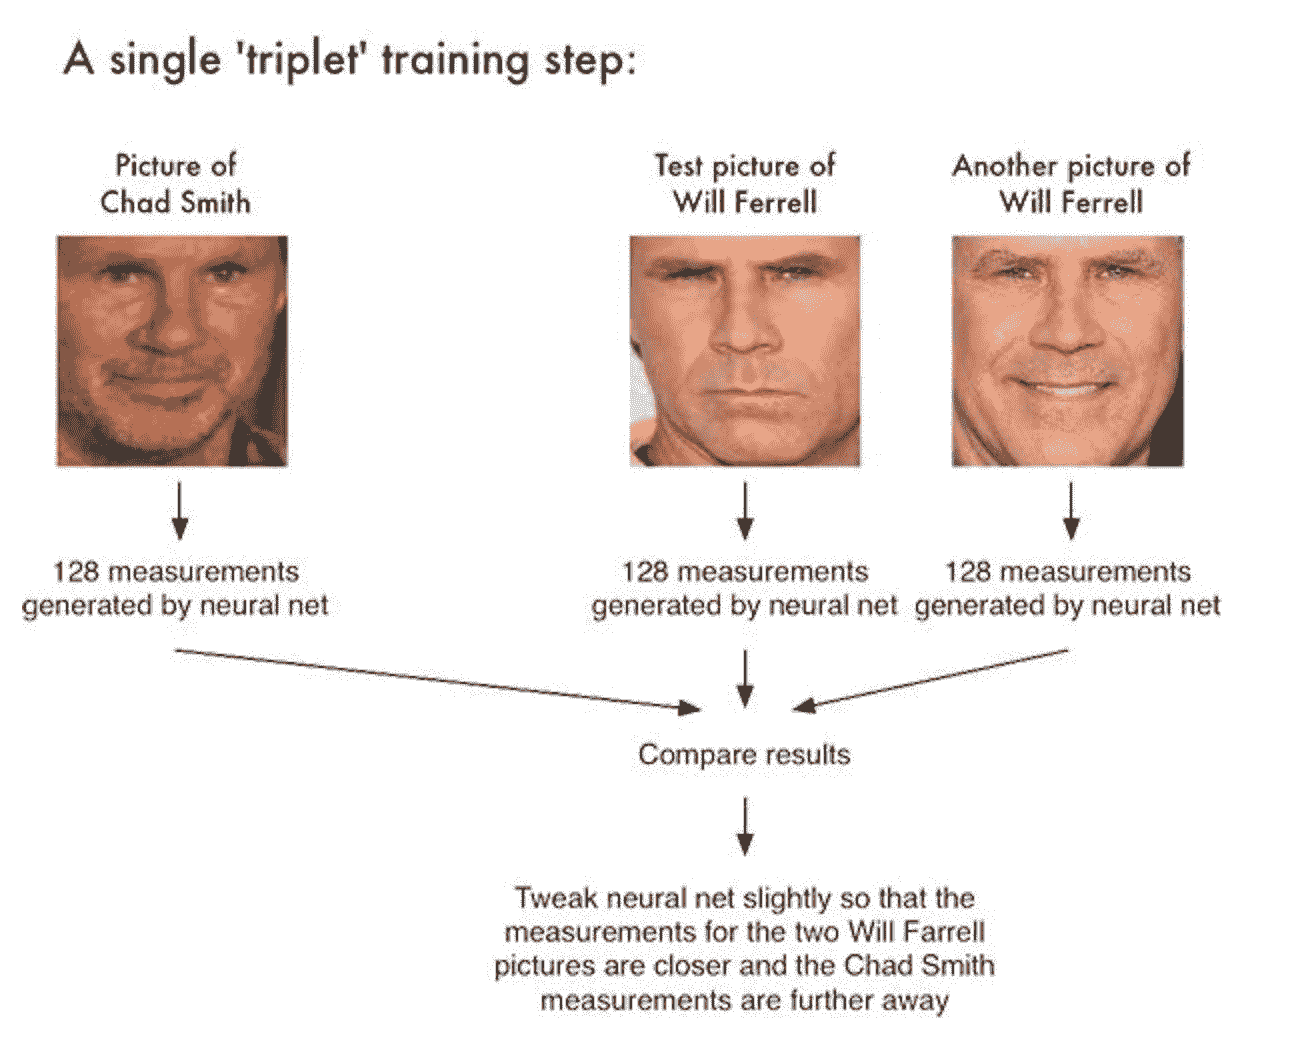 A single 'triplet' training step:
Picture of
Chad Smith
Test picture of
Will Ferrell
Another picture of
Will Ferrell
128 measurements
generated by neural net
128 measurements
generated by neural net
128 measurements
generated by neural net
Compare results
Tweak neural net slightly so that the
measurements for the two Will Farrell
pictures are closer and the Chad Smith
measurements are further away